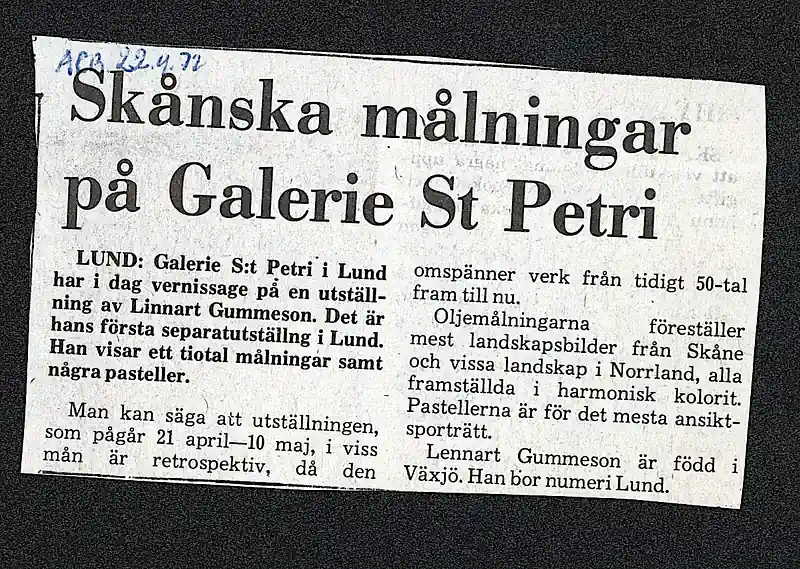 22.4.72
Skånska målningar
på Galerie St Petri
LUND: Galerie S:t Petri i Lund
har i dag vernissage på en utställ-
ning av Linnart Gummeson. Det är
hans första separatutställng i Lund.
Han visar ett tiotal målningar samt
några pasteller.
Man kan säga att utställningen,
som pågår 21 april—10 maj, i viss
mån är retrospektiv, då den
omspänner verk från tidigt 50-tal
fram till nu.
Oljemålningarna föreställer
mest landskapsbilder från Skåne
och vissa landskap i Norrland, alla
framställda i harmonisk kolorit.
Pastellerna är för det mesta ansikt-
sporträtt.
Lennart Gummeson är född i
Växjö. Han bor numeri Lund.